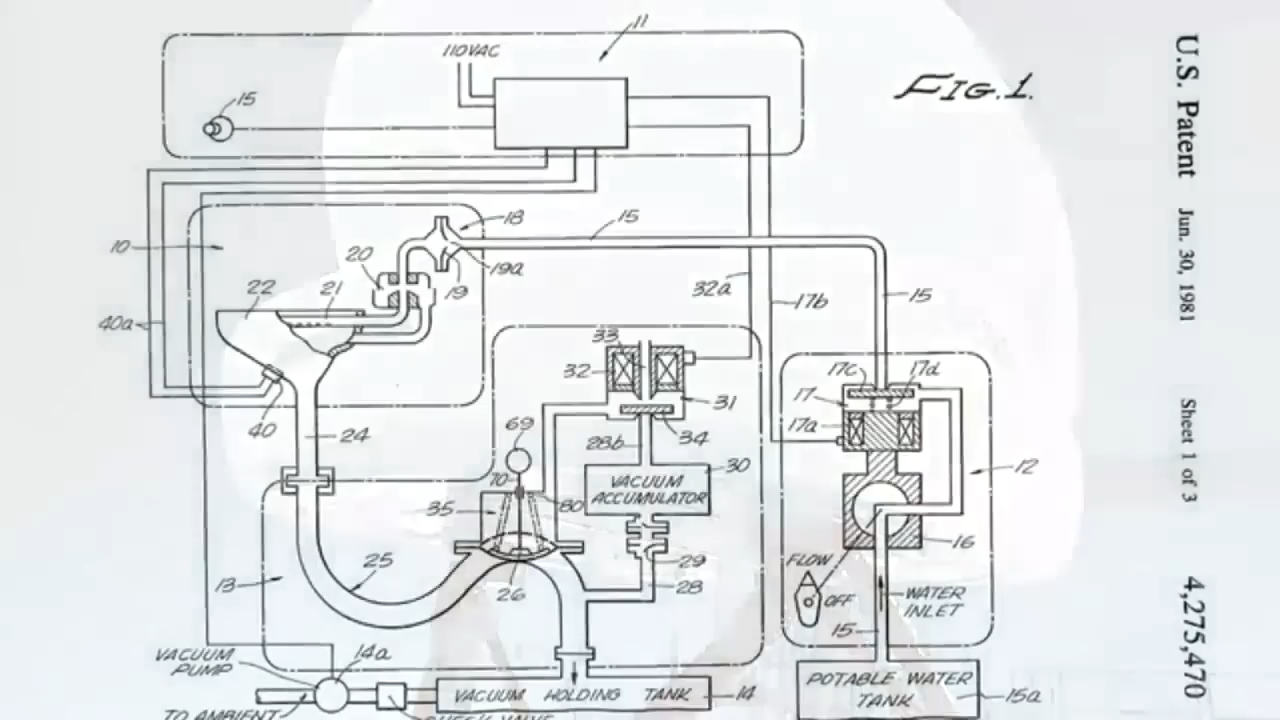 11
110VAC
FIG. 1.
15
10
18
15
20
19a
22
21
19
32a
17b
15
40a
33
17c
17d
32
17
31
17a
40
24
69
34
28b
30
12
70
VACUUM
ACCUMULATOR
35
80
16
29
FLOW
25
13
26
28
OFF
WATER
INLET
15
VACUUM
PUMP
14a
POTABLE WATER
TANK
15a
VACUUM HOLDING TANK
14
TO AMBIENT
CHECK VALVE
U.S. Patent Jun. 30, 1981 Sheet 1 of 3 4,275,470